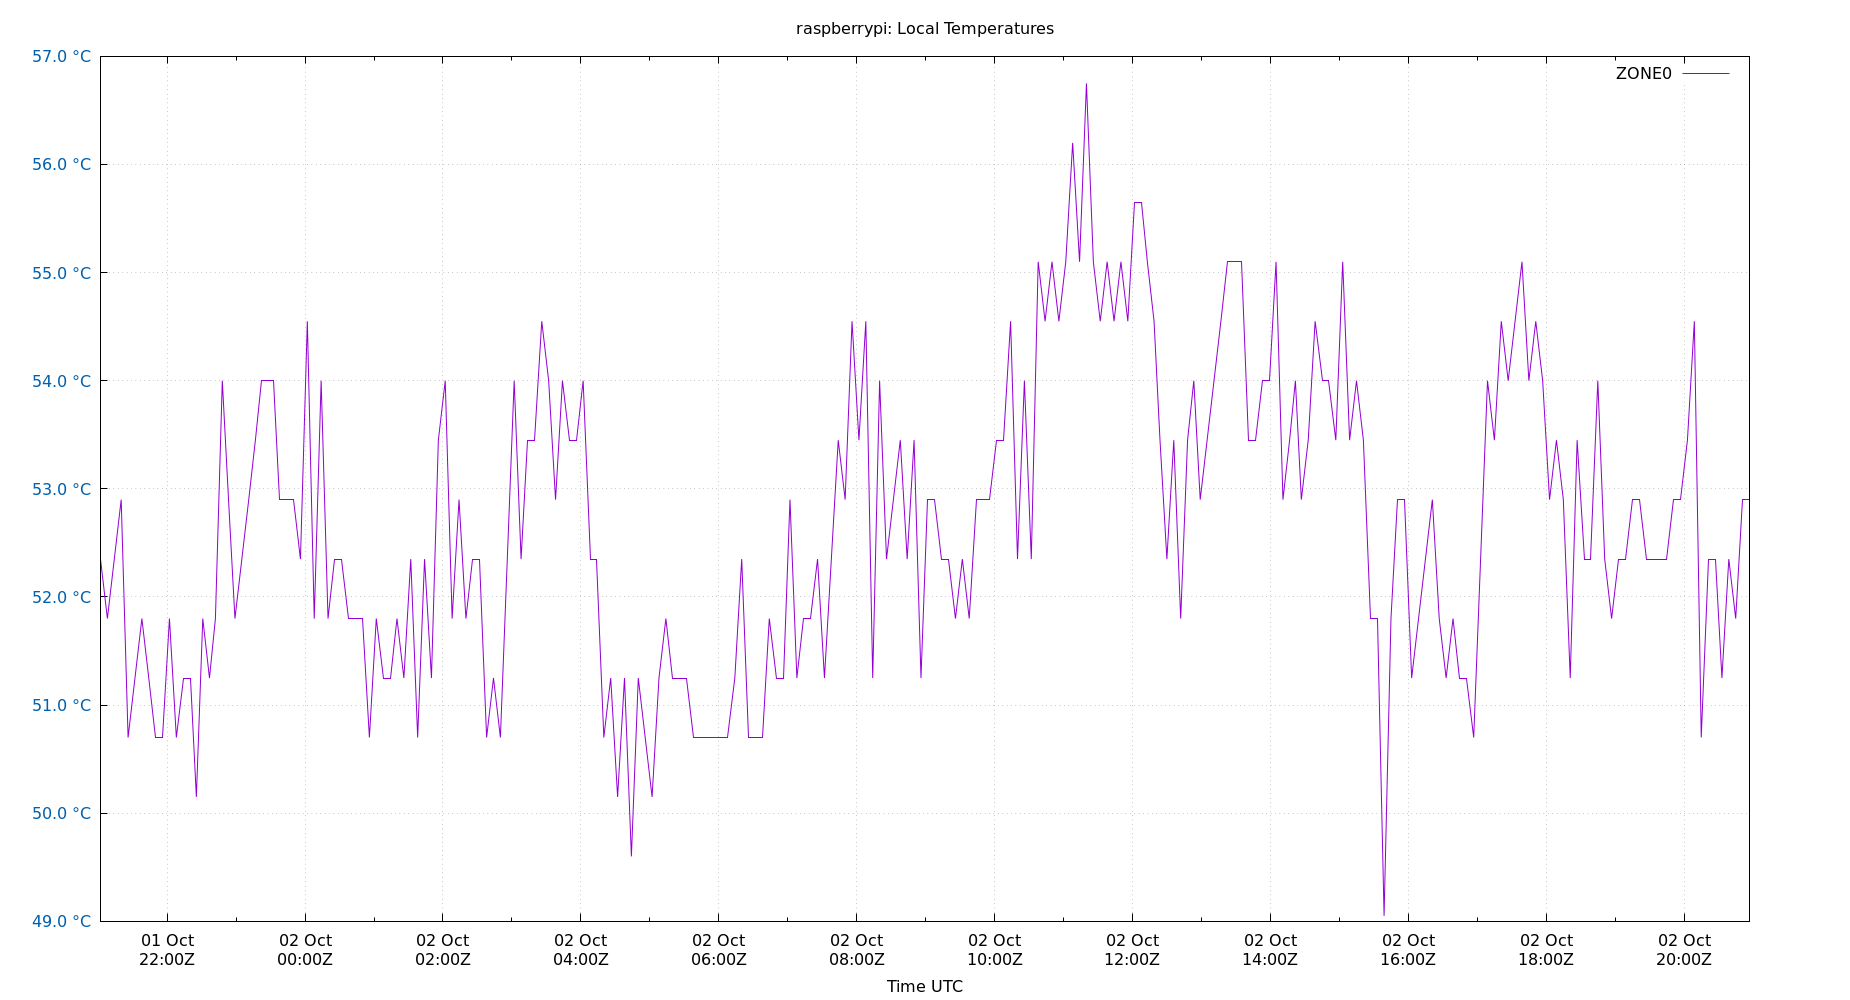 raspberrypi: Local Temperatures
57.0 °C
ZONE0
56.0 °C
55.0 °C
54.0 °C
53.0 °C
52.0 °C
51.0 °C
50.0 °C
49.0 °C
01 Oct 02 Oct 02 Oct 02 Oct 02 Oct 02 Oct 02 Oct 02 Oct 02 Oct 02 Oct 02 Oct 02 Oct
22:00Z 00:00Z 02:00Z 04:00Z 06:00Z 08:00Z 10:00Z 12:00Z 14:00Z 16:00Z 18:00Z 20:00Z
Time UTC